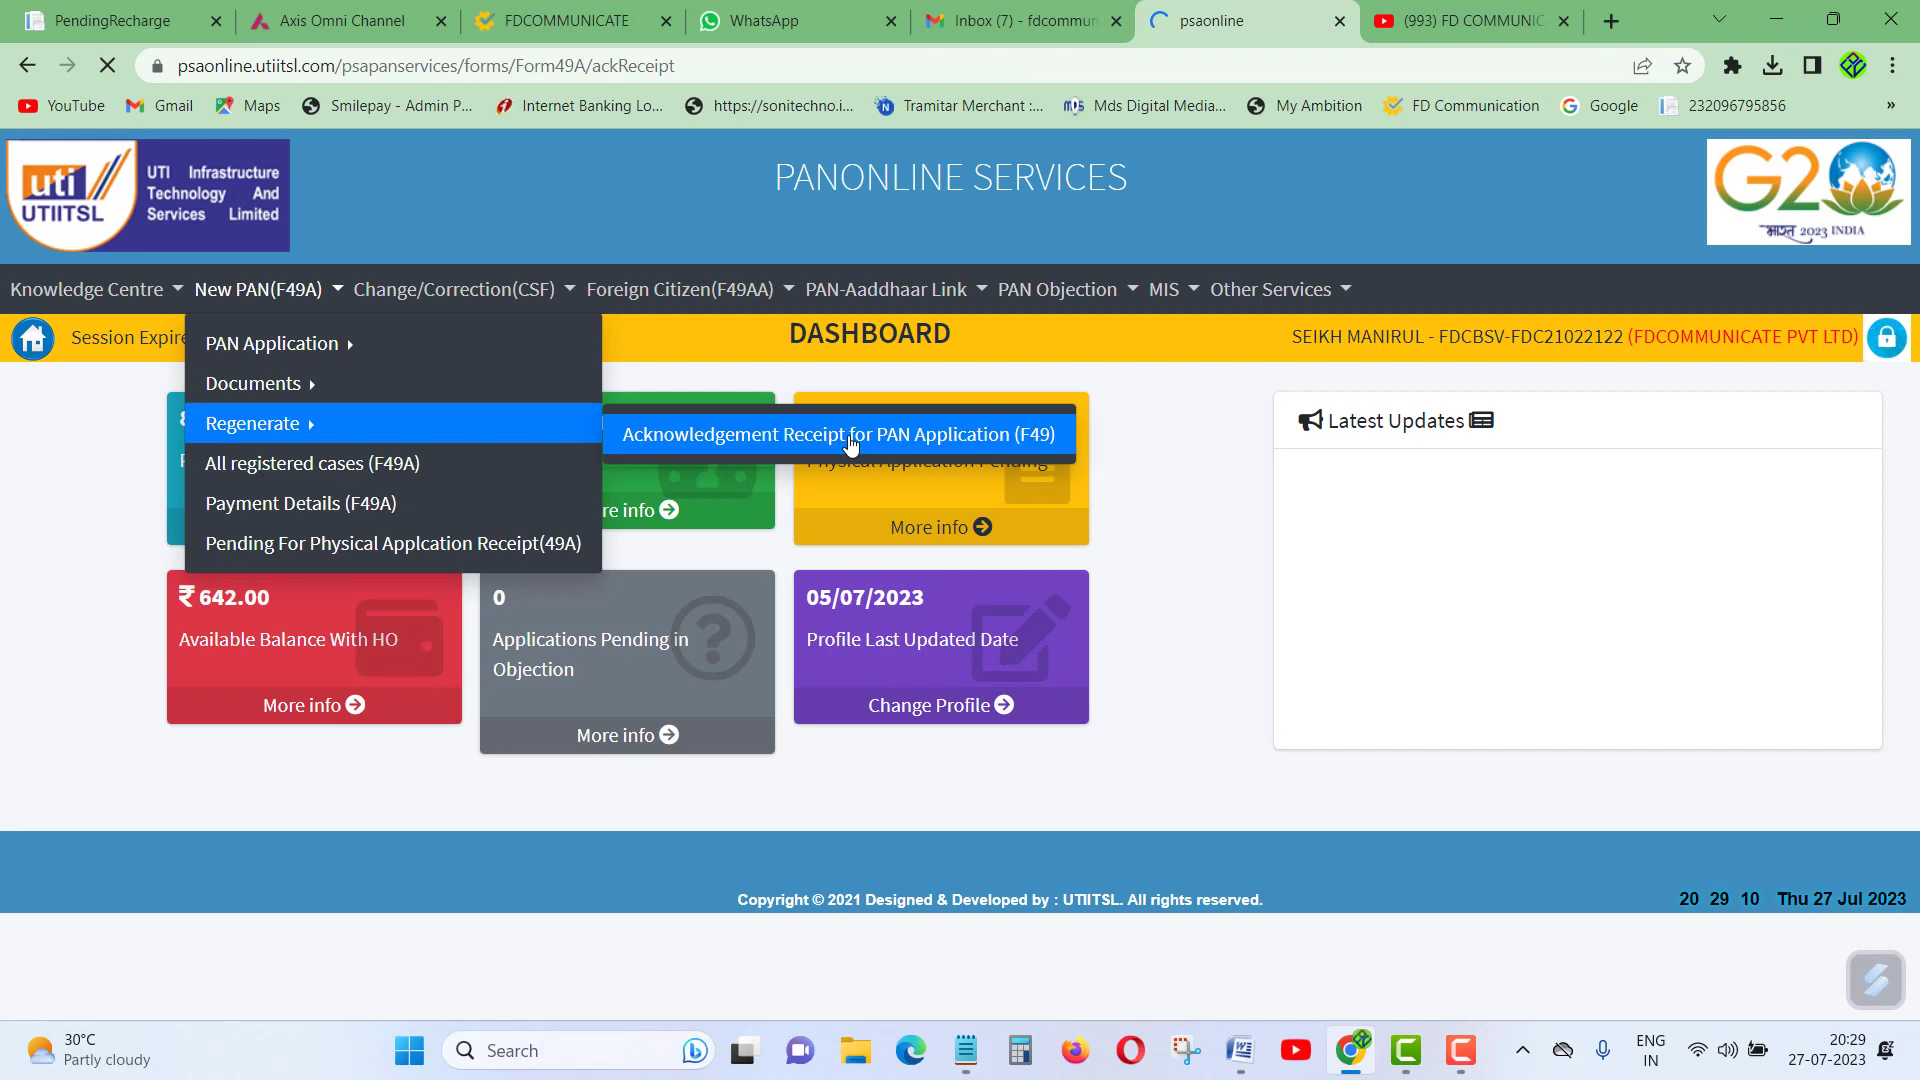 PendingRecharge
Axis Omni Channel
FDCOMMUNICATE
WhatsApp
Inbox (7) - fdcommun
psaonline
(993) FD COMMUNIC
psaonline.utiitsl.com/psapanservices/forms/Form49A/ackReceipt
YouTube
Gmail
Maps
Smilepay - Admin P...
Internet Banking Lo...
https://sonitechno.i...
Tramitar Merchant :...
Mds Digital Media...
My Ambition
FD Communication
Google
232096795856
uti
UTIITSL
UTI Infrastructure
Technology And
Services Limited
PANONLINE SERVICES
G20
भारत 2023 INDIA
Knowledge Centre
New PAN(F49A)
Change/Correction(CSF)
Foreign Citizen(F49AA)
PAN-Aaddhaar Link
PAN Objection
MIS
Other Services
Session Expire
DASHBOARD
SEIKH MANIRUL - FDCBSV-FDC21022122 (FDCOMMUNICATE PVT LTD)
PAN Application
Documents
Regenerate
All registered cases (F49A)
Payment Details (F49A)
Pending For Physical Applcation Receipt(49A)
Acknowledgement Receipt for PAN Application (F49)
Physical Application Pending
re info
More info
Latest Updates
₹ 642.00
Available Balance With HO
More info
0
Applications Pending in
Objection
More info
05/07/2023
Profile Last Updated Date
Change Profile
Copyright © 2021 Designed & Developed by : UTIITSL. All rights reserved.
20 29 10 Thu 27 Jul 2023
30°C
Partly cloudy
Search
ENG
IN
20:29
27-07-2023